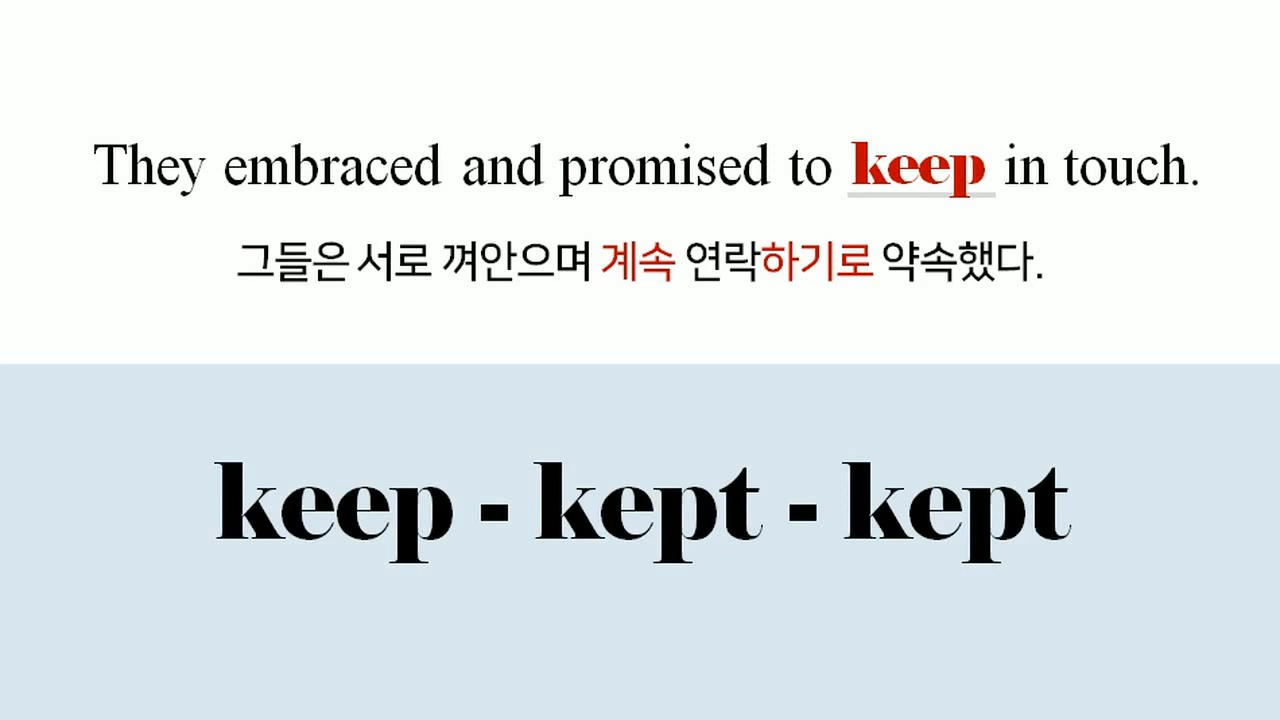 They embraced and promised to keep in touch.
그들은 서로 껴안으며 계속 연락하기로 약속했다.
keep - kept - kept